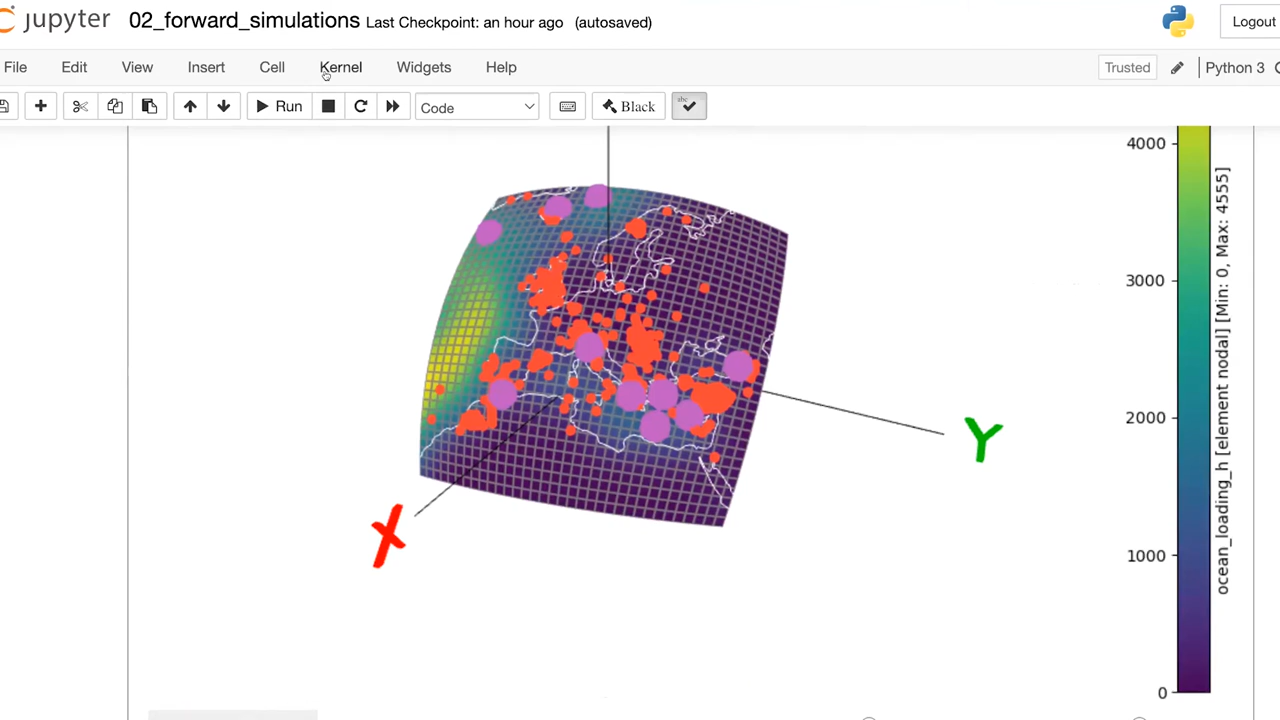 jupyter 02_forward_simulations Last Checkpoint: an hour ago (autosaved)
Logout
File Edit View Insert Cell Kernel Widgets Help
Trusted
Python 3
Run
Code
Black
abc
4000
3000
2000
1000
0
ocean_loading_h [element nodal] [Min: 0, Max: 4555]
Y
X